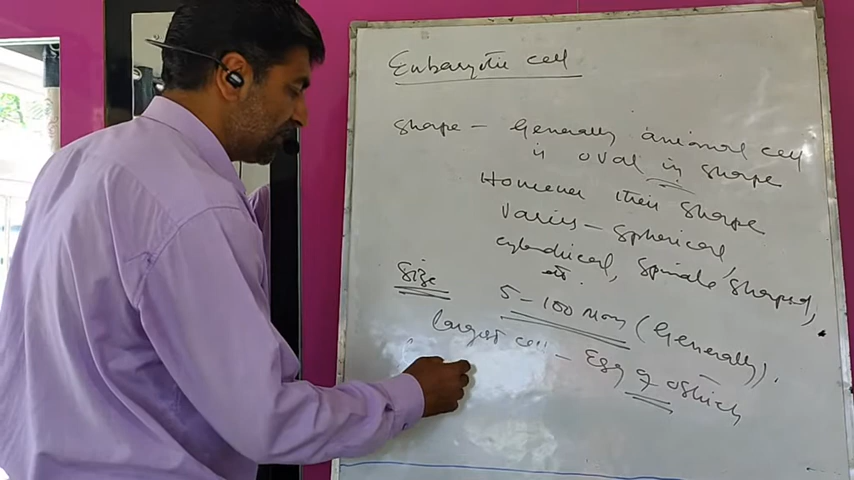 Eukaryotic cell
Shape – Generally animal cell
is oval in shape
However their shape
varies – spherical,
cylindrical, Spindle shaped,
etc.
Size 5–100 (Generally).
largest cell – Egg of ostrich